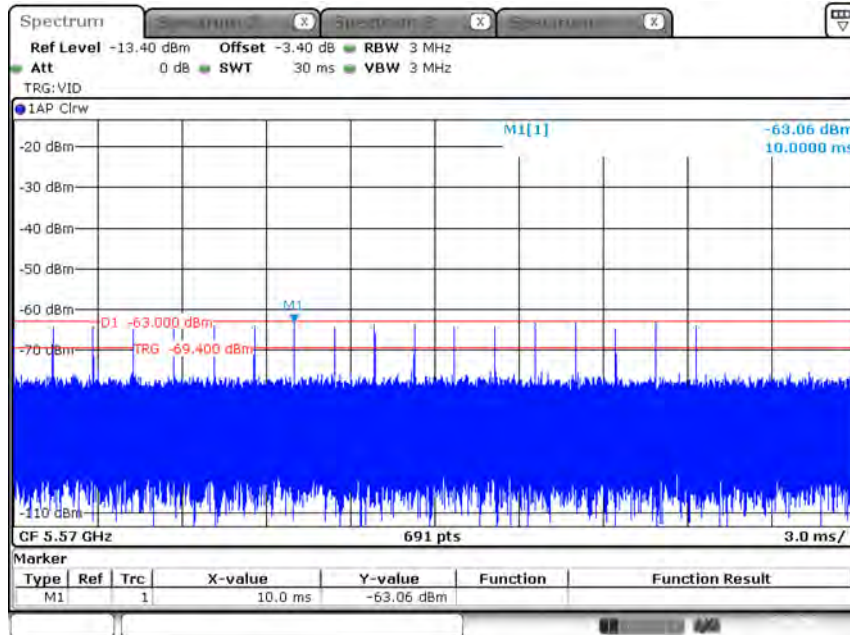 Spectrum
Ref Level -13.40 dBm Offset -3.40 dB RBW 3 MHz
Att 0 dB SWT 30 ms VBW 3 MHz
TRG:VID
1AP Clrw
M1[1] -63.06 dBm
10.0000 ms
-20 dBm
-30 dBm
-40 dBm
-50 dBm
-60 dBm
M1
D1 -63.000 dBm
-70 dBm
TRG -69.400 dBm
-110 dBm
CF 5.57 GHz 691 pts 3.0 ms/
Marker
Type Ref Trc X-value Y-value Function Function Result
M1 1 10.0 ms -63.06 dBm